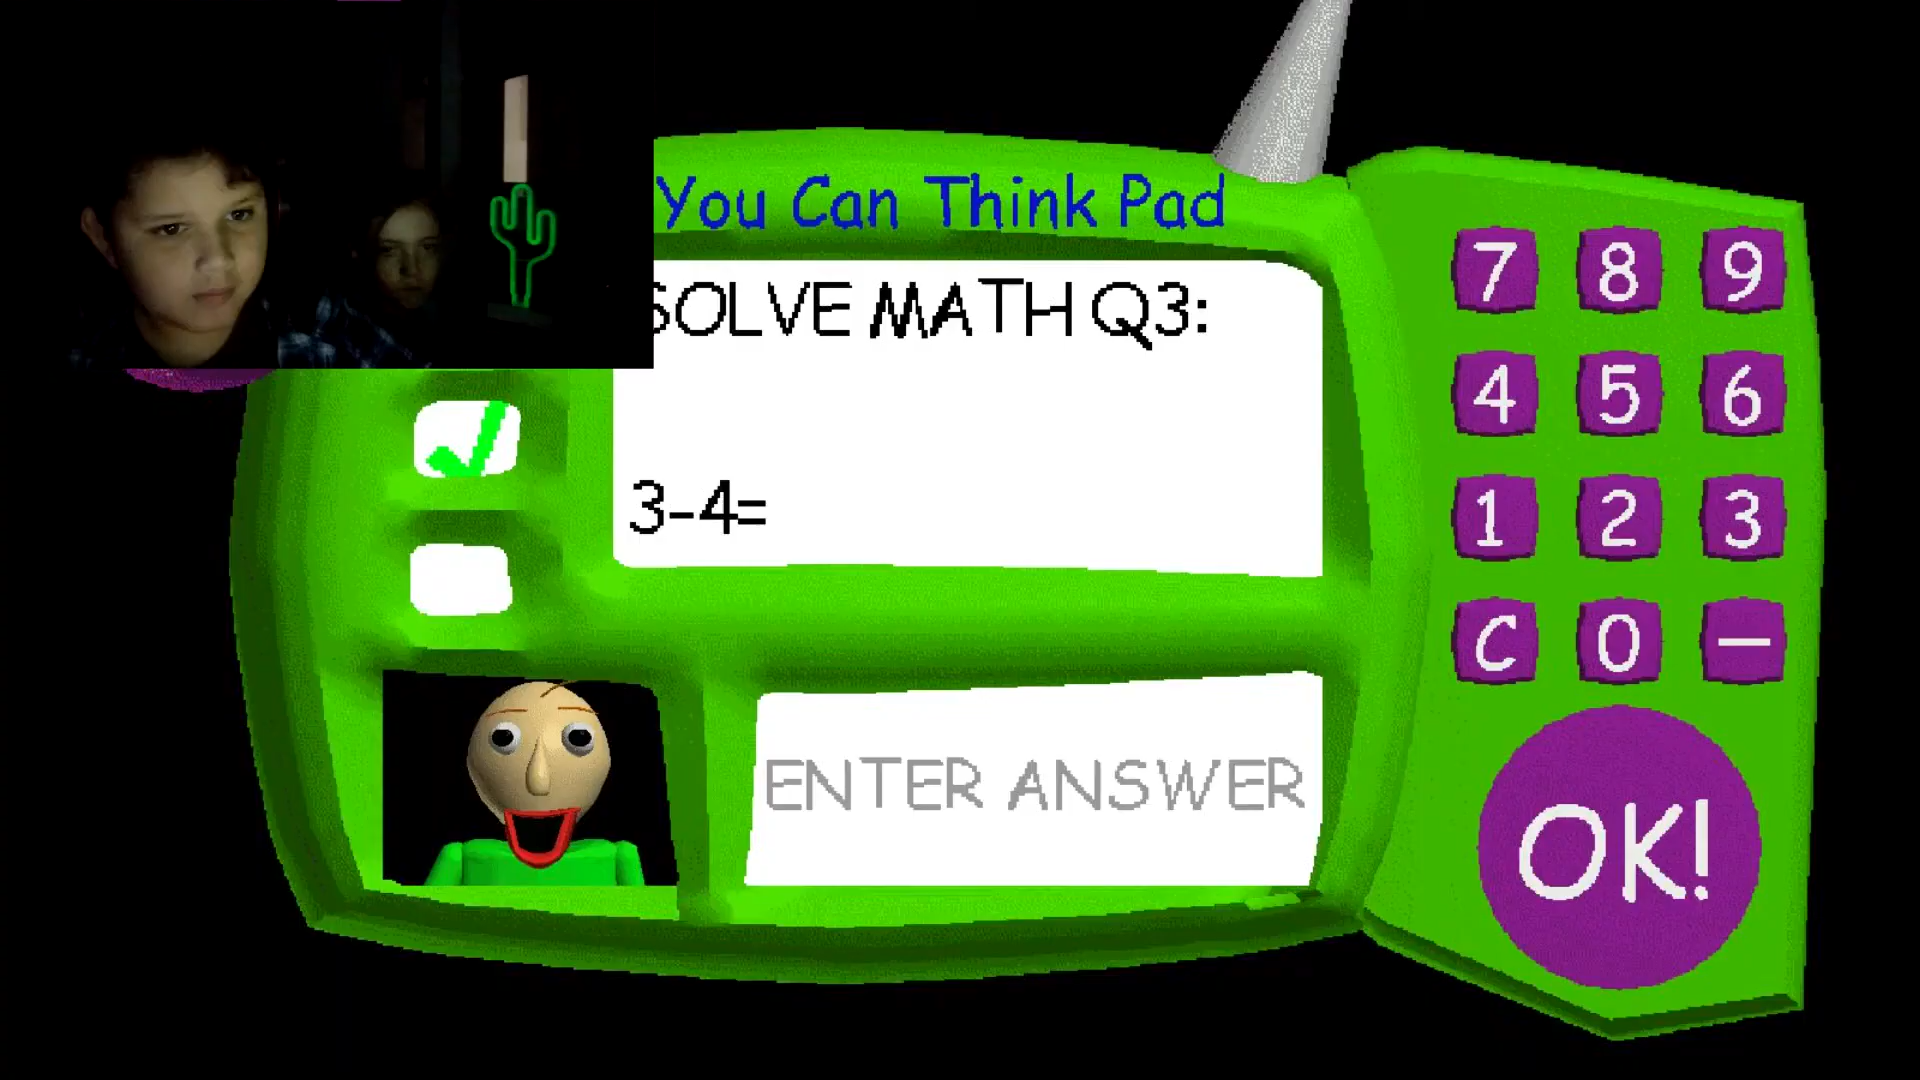 You Can Think Pad
SOLVE MATH Q3:
3-4=
ENTER ANSWER
7 8 9
4 5 6
1 2 3
C 0 —
OK!